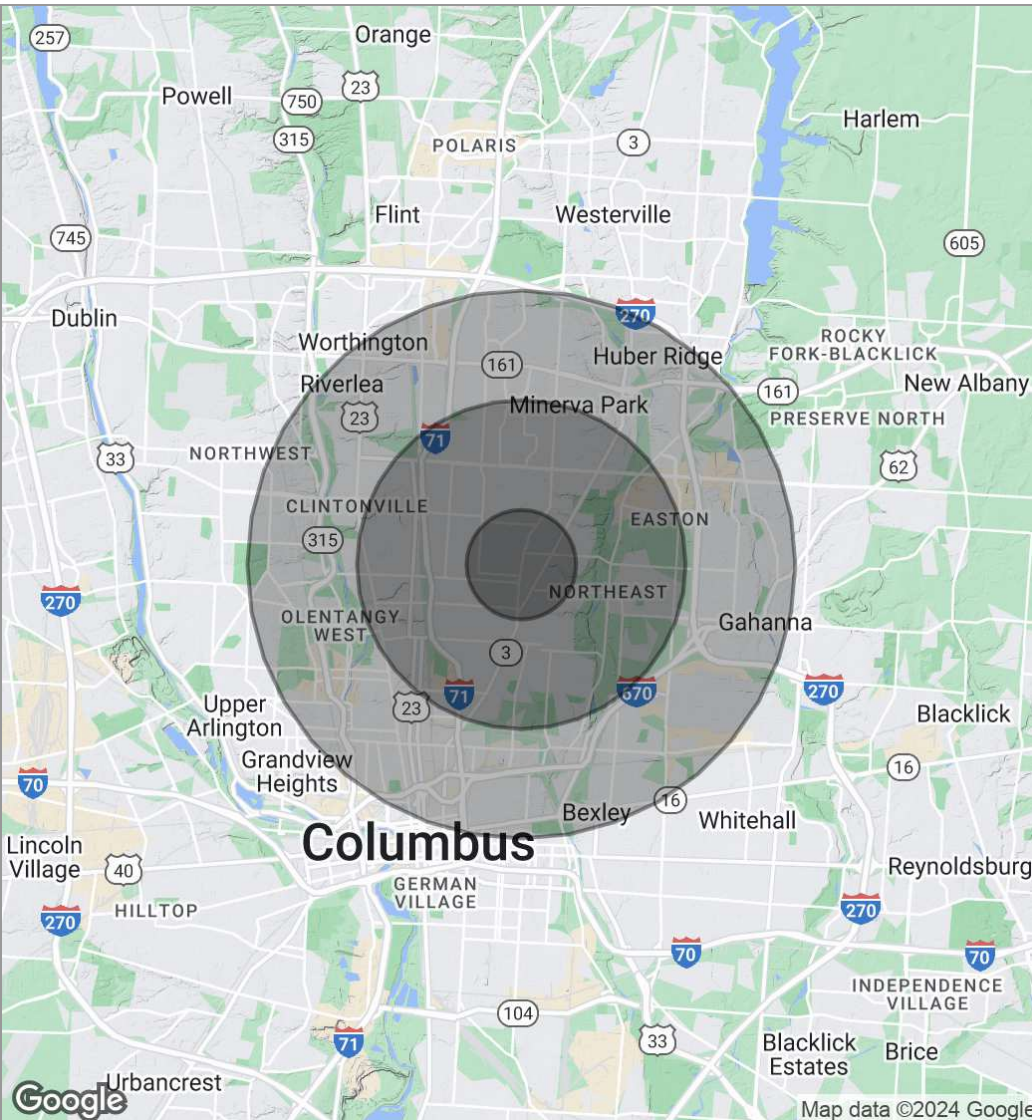 257
Orange
Powell
750
23
315
Harlem
POLARIS
3
Flint
Westerville
745
605
Dublin
270
Worthington
Huber Ridge
ROCKY
FORK-BLACKLICK
161
Riverlea
New Albany
161
23
Minerva Park
PRESERVE NORTH
71
33
NORTHWEST
62
CLINTONVILLE
EASTON
315
270
NORTHEAST
OLENTANGY
WEST
Gahanna
3
71
670
270
23
Upper
Arlington
Blacklick
Grandview
Heights
16
70
16
Bexley
Whitehall
Columbus
Lincoln
Village
40
Reynoldsburg
GERMAN
VILLAGE
HILLTOP
270
270
70
70
INDEPENDENCE
VILLAGE
104
71
33
Blacklick
Estates
Brice
Urbancrest
Google
Map data ©2024 Google